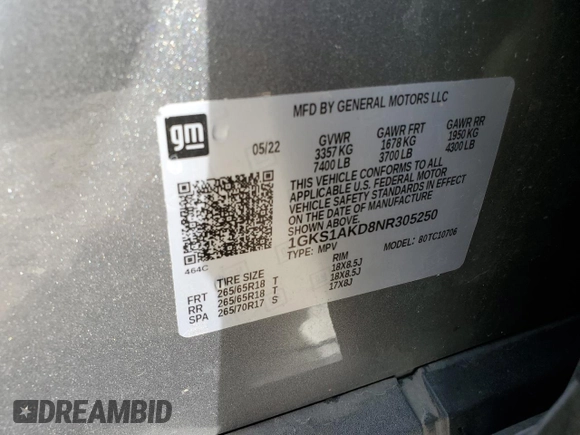 MFD BY GENERAL MOTORS LLC
gm
05/22
GVWR GAWR FRT GAWR RR
3357 KG 1678 KG 1950 KG
7400 LB 3700 LB 4300 LB
THIS VEHICLE CONFORMS TO ALL
APPLICABLE U.S. FEDERAL MOTOR
VEHICLE SAFETY STANDARDS IN EFFECT
ON THE DATE OF MANUFACTURE
SHOWN ABOVE.
1GKS1AKD8NR305250
TYPE: MPV MODEL: 80TC10706
464C
TIRE SIZE RIM
FRT 265/65R18 T 18X8.5J
RR 265/65R18 T 18X8.5J
SPA 265/70R17 S 17X8J
DREAMBID